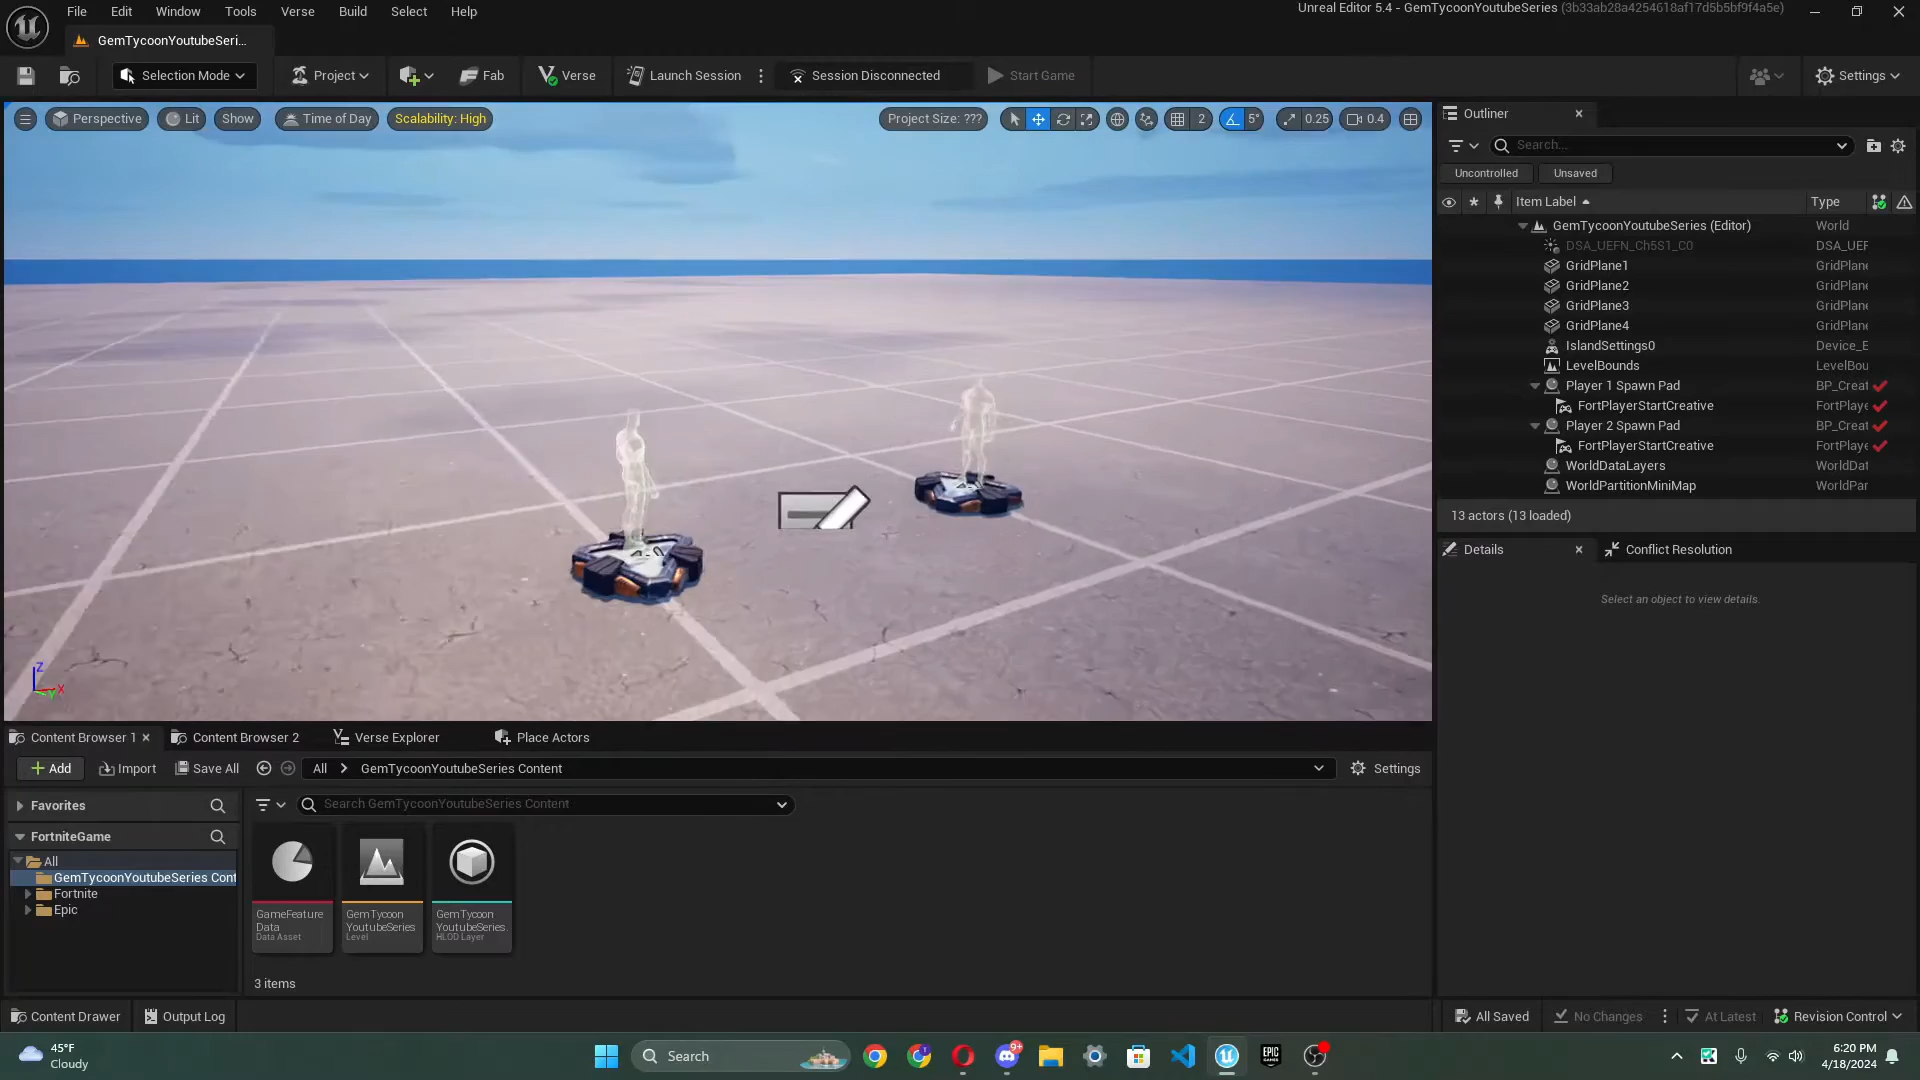 File Edit Window Tools Verse Build Select Help
Unreal Editor 5.4 - GemTycoonYoutubeSeries (3b33ab28a4254618af17d5b5bf9f4a5e)
GemTycoonYoutubeSeri...
Selection Mode Project Fab Verse Launch Session Session Disconnected Start Game Settings
Perspective Lit Show Time of Day Scalability: High Project Size: ??? 2 5° 0.25 0.4
Outliner
Search...
Uncontrolled Unsaved
Item Label Type
GemTycoonYoutubeSeries (Editor) World
DSA_UEFN_Ch5S1_C0 DSA_UEF
GridPlane1 GridPlane
GridPlane2 GridPlane
GridPlane3 GridPlane
GridPlane4 GridPlane
IslandSettings0 Device_E
LevelBounds LevelBou
Player 1 Spawn Pad BP_Creat
FortPlayerStartCreative FortPlaye
Player 2 Spawn Pad BP_Creat
FortPlayerStartCreative FortPlaye
WorldDataLayers WorldDat
WorldPartitionMiniMap WorldPar
13 actors (13 loaded)
Details Conflict Resolution
Select an object to view details.
Z
X
Y
Content Browser 1 Content Browser 2 Verse Explorer Place Actors
Add Import Save All All GemTycoonYoutubeSeries Content Settings
Favorites
Search GemTycoonYoutubeSeries Content
FortniteGame
All
GemTycoonYoutubeSeries Cont
Fortnite
Epic
GameFeature
Data
Data Asset
GemTycoon
YoutubeSeries
Level
GemTycoon
YoutubeSeries.
HLOD Layer
3 items
Content Drawer Output Log All Saved No Changes At Latest Revision Control
45°F
Cloudy
Search
9+
EPIC
GAMES
6:20 PM
4/18/2024